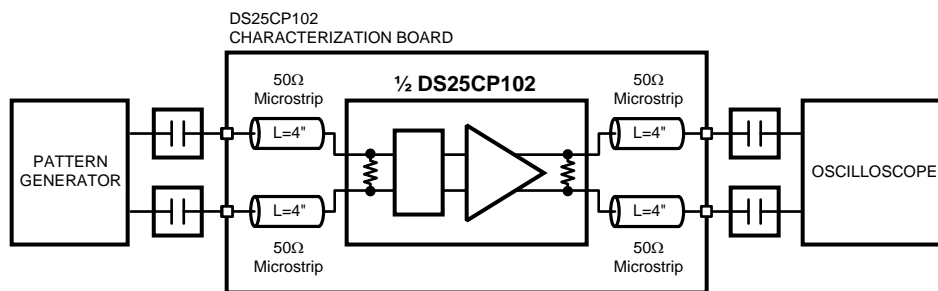 DS25CP102
CHARACTERIZATION BOARD
50Ω
Microstrip
½ DS25CP102
50Ω
Microstrip
L=4"
L=4"
PATTERN
GENERATOR
OSCILLOSCOPE
L=4"
L=4"
50Ω
Microstrip
50Ω
Microstrip